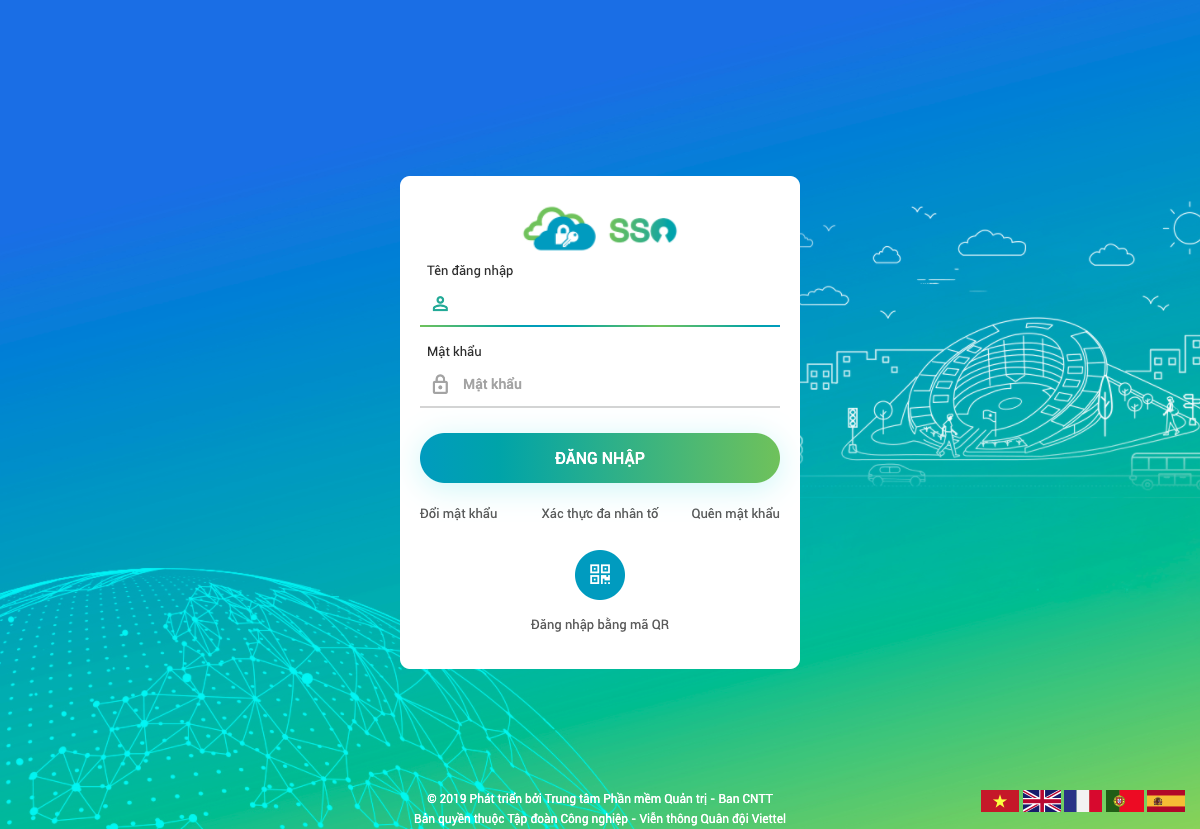 SSO
Tên đăng nhập
Mật khẩu
Mật khẩu
ĐĂNG NHẬP
Đổi mật khẩu Xác thực đa nhân tố Quên mật khẩu
Đăng nhập bằng mã QR
© 2019 Phát triển bởi Trung tâm Phần mềm Quản trị - Ban CNTT
Bản quyền thuộc Tập đoàn Công nghiệp - Viễn thông Quân đội Viettel